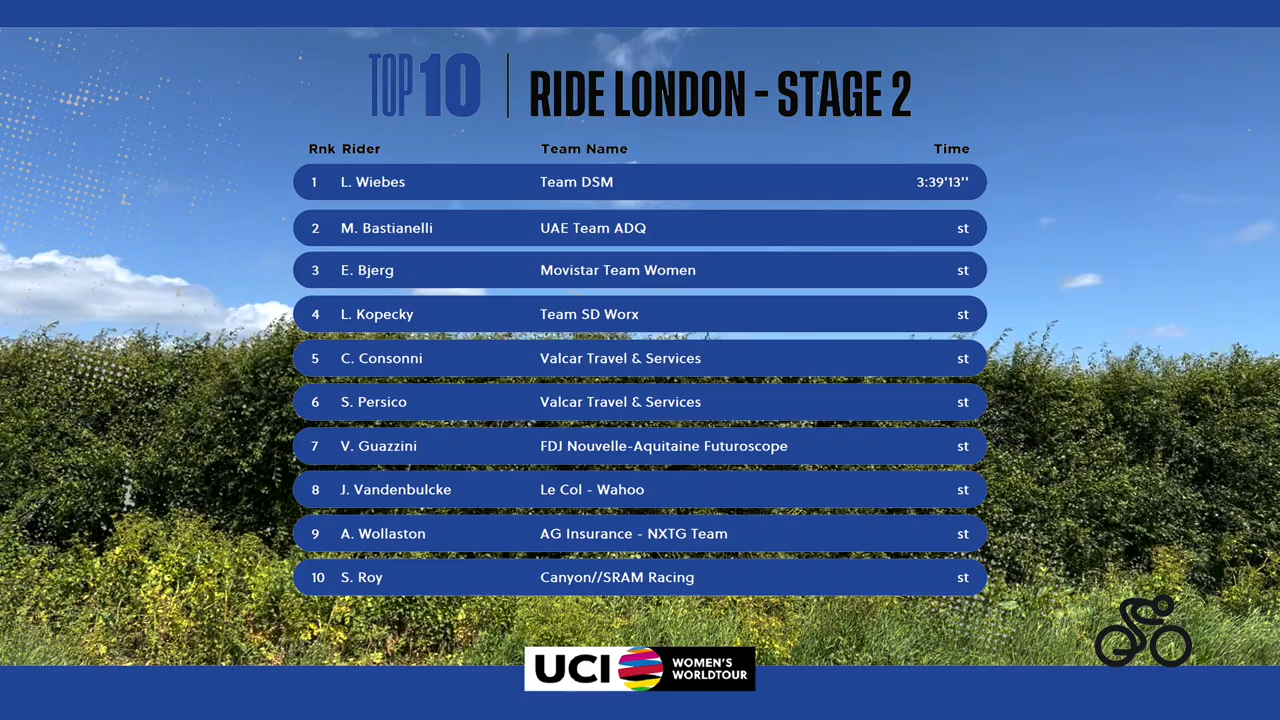 TOP 10 | RIDE LONDON - STAGE 2
Rnk Rider Team Name Time
1 L. Wiebes Team DSM 3:39'13''
2 M. Bastianelli UAE Team ADQ st
3 E. Bjerg Movistar Team Women st
4 L. Kopecky Team SD Worx st
5 C. Consonni Valcar Travel & Services st
6 S. Persico Valcar Travel & Services st
7 V. Guazzini FDJ Nouvelle-Aquitaine Futuroscope st
8 J. Vandenbulcke Le Col - Wahoo st
9 A. Wollaston AG Insurance - NXTG Team st
10 S. Roy Canyon//SRAM Racing st
UCI WOMEN'S
WORLDTOUR